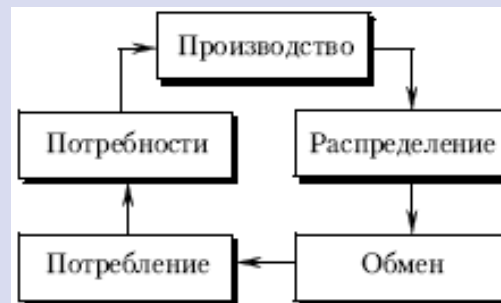 Производство
Потребности
Распределение
Потребление
Обмен